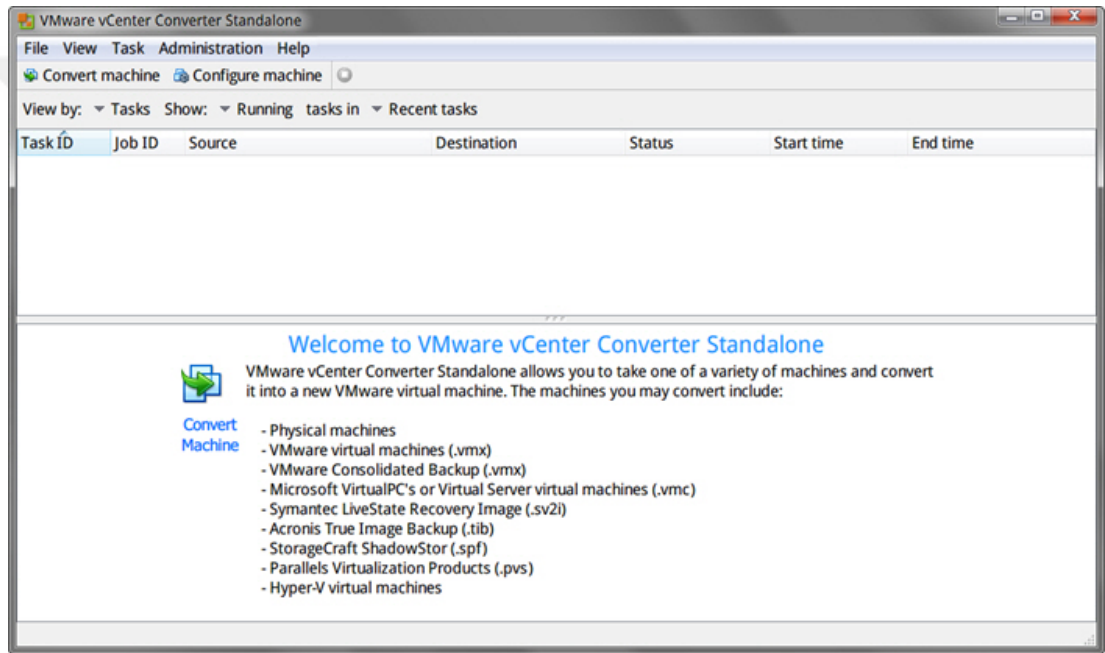 VMware vCenter Converter Standalone
File View Task Administration Help
Convert machine Configure machine
View by: Tasks Show: Running tasks in Recent tasks
Task ID Job ID Source Destination Status Start time End time
Welcome to VMware vCenter Converter Standalone
VMware vCenter Converter Standalone allows you to take one of a variety of machines and convert
it into a new VMware virtual machine. The machines you may convert include:
Convert
Machine
- Physical machines
- VMware virtual machines (.vmx)
- VMware Consolidated Backup (.vmx)
- Microsoft VirtualPC's or Virtual Server virtual machines (.vmc)
- Symantec LiveState Recovery Image (.sv2i)
- Acronis True Image Backup (.tib)
- StorageCraft ShadowStor (.spf)
- Parallels Virtualization Products (.pvs)
- Hyper-V virtual machines